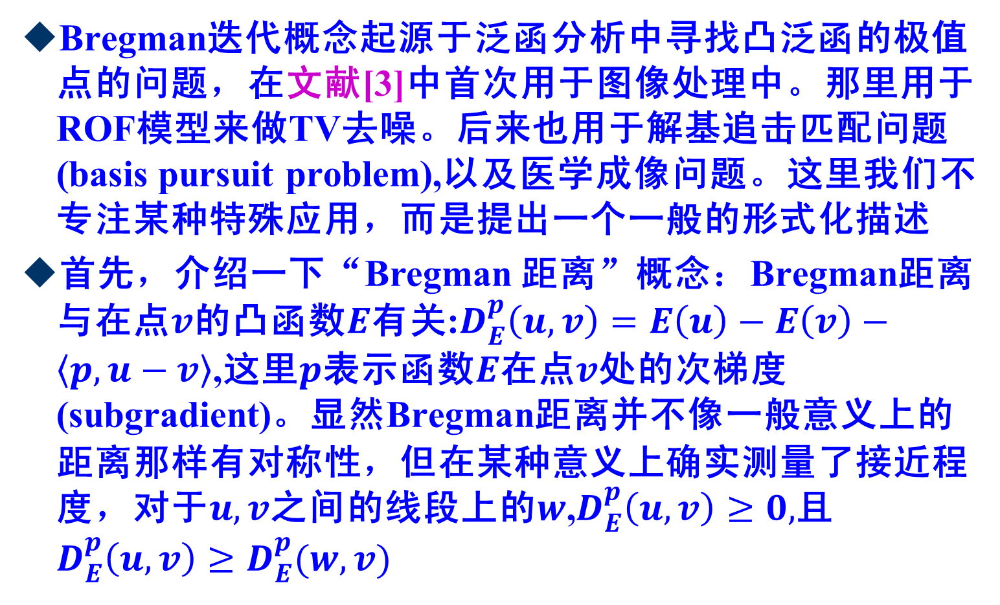 ◆Bregman迭代概念起源于泛函分析中寻找凸泛函的极值
点的问题，在文献[3]中首次用于图像处理中。那里用于
ROF模型来做TV去噪。后来也用于解基追击匹配问题
(basis pursuit problem),以及医学成像问题。这里我们不
专注某种特殊应用，而是提出一个一般的形式化描述
◆首先，介绍一下“Bregman 距离”概念：Bregman距离
与在点𝒗的凸函数𝑬有关:$D_E^p(u,v) = E(u) - E(v) -$
$\langle p, u - v \rangle$,这里𝒑表示函数𝑬在点𝒗处的次梯度
(subgradient)。显然Bregman距离并不像一般意义上的
距离那样有对称性，但在某种意义上确实测量了接近程
度，对于𝒖,𝒗之间的线段上的𝒘,$D_E^p(u,v) \geq 0$,且
$D_E^p(u,v) \geq D_E^p(w,v)$